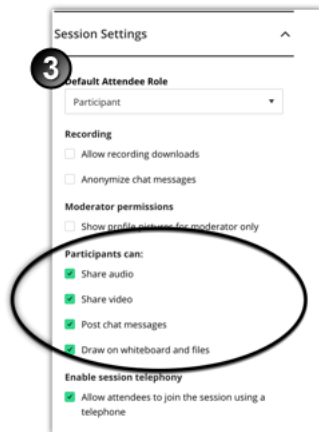 Session Settings
3
Default Attendee Role
Participant
Recording
Allow recording downloads
Anonymize chat messages
Moderator permissions
Show profile pictures for moderator only
Participants can:
Share audio
Share video
Post chat messages
Draw on whiteboard and files
Enable session telephony
Allow attendees to join the session using a
telephone